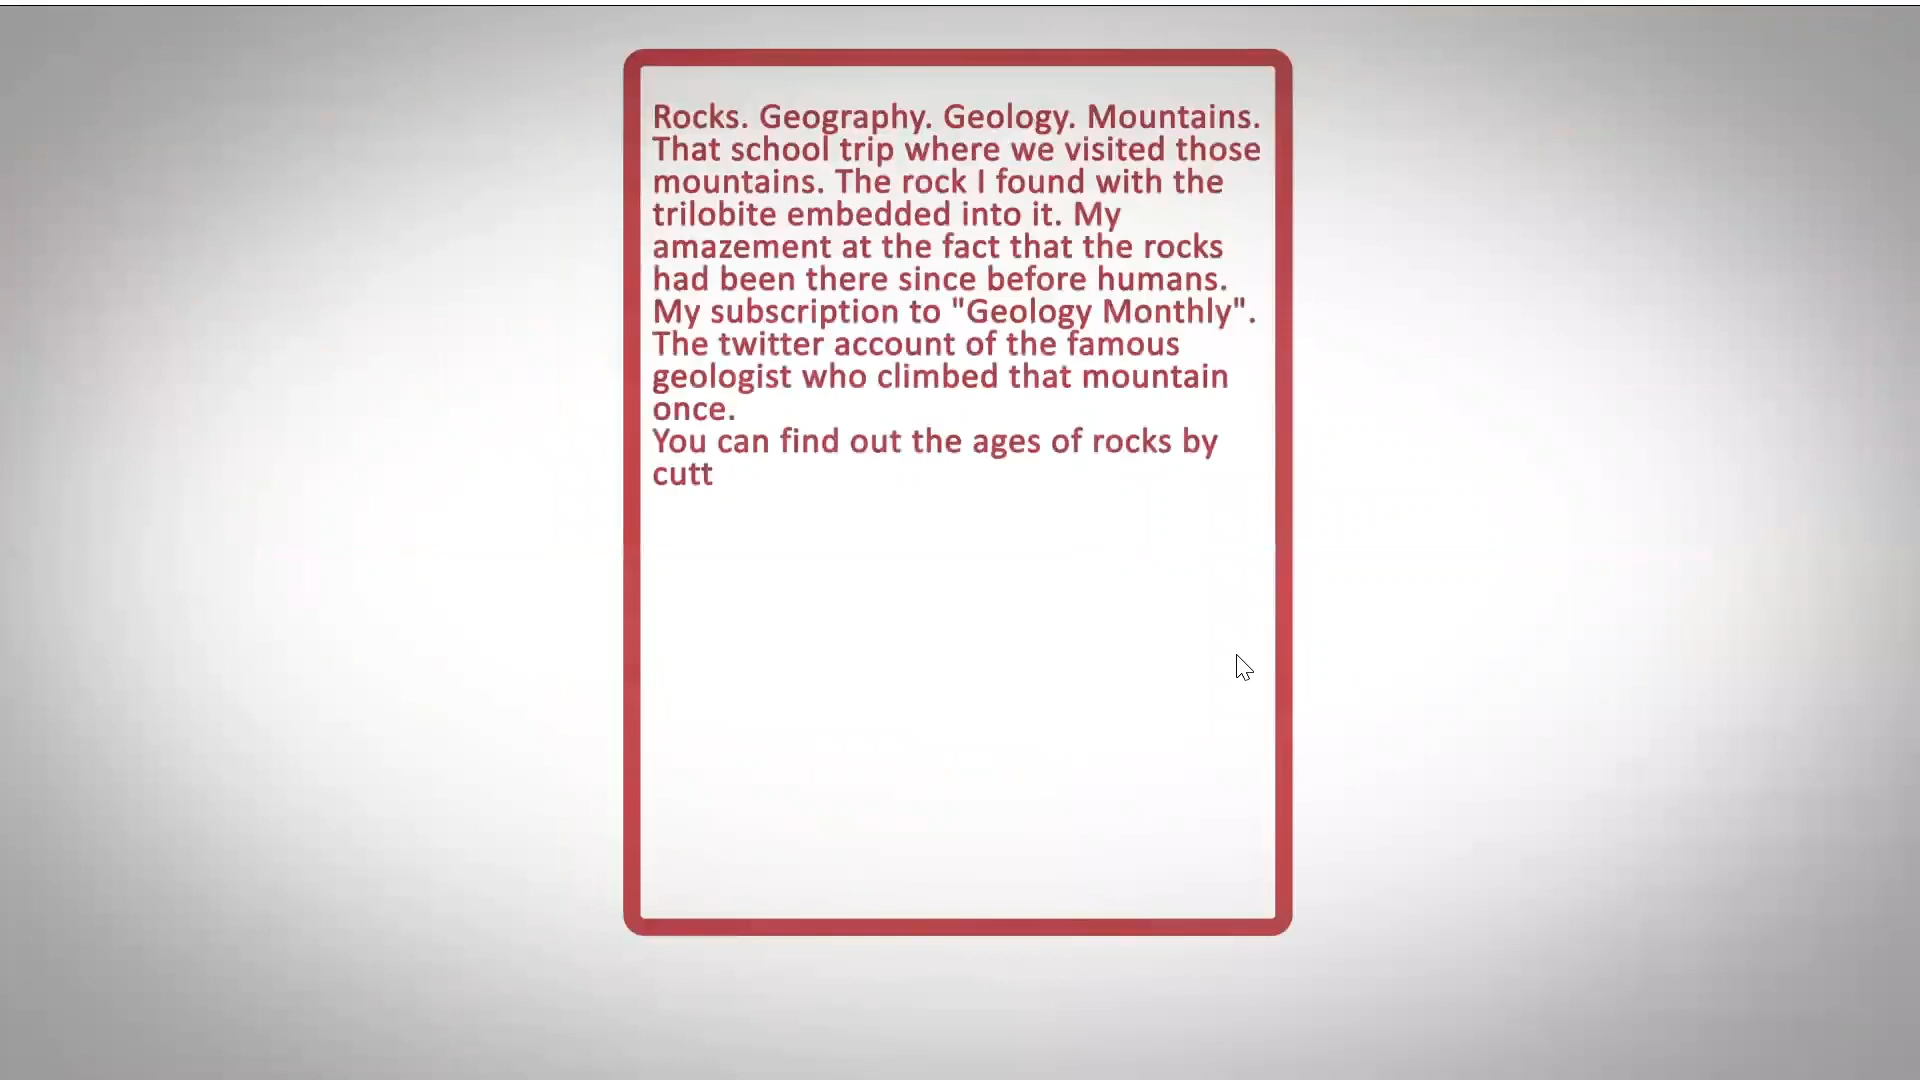 Rocks. Geography. Geology. Mountains.
That school trip where we visited those
mountains. The rock I found with the
trilobite embedded into it. My
amazement at the fact that the rocks
had been there since before humans.
My subscription to "Geology Monthly".
The twitter account of the famous
geologist who climbed that mountain
once.
You can find out the ages of rocks by
cutt